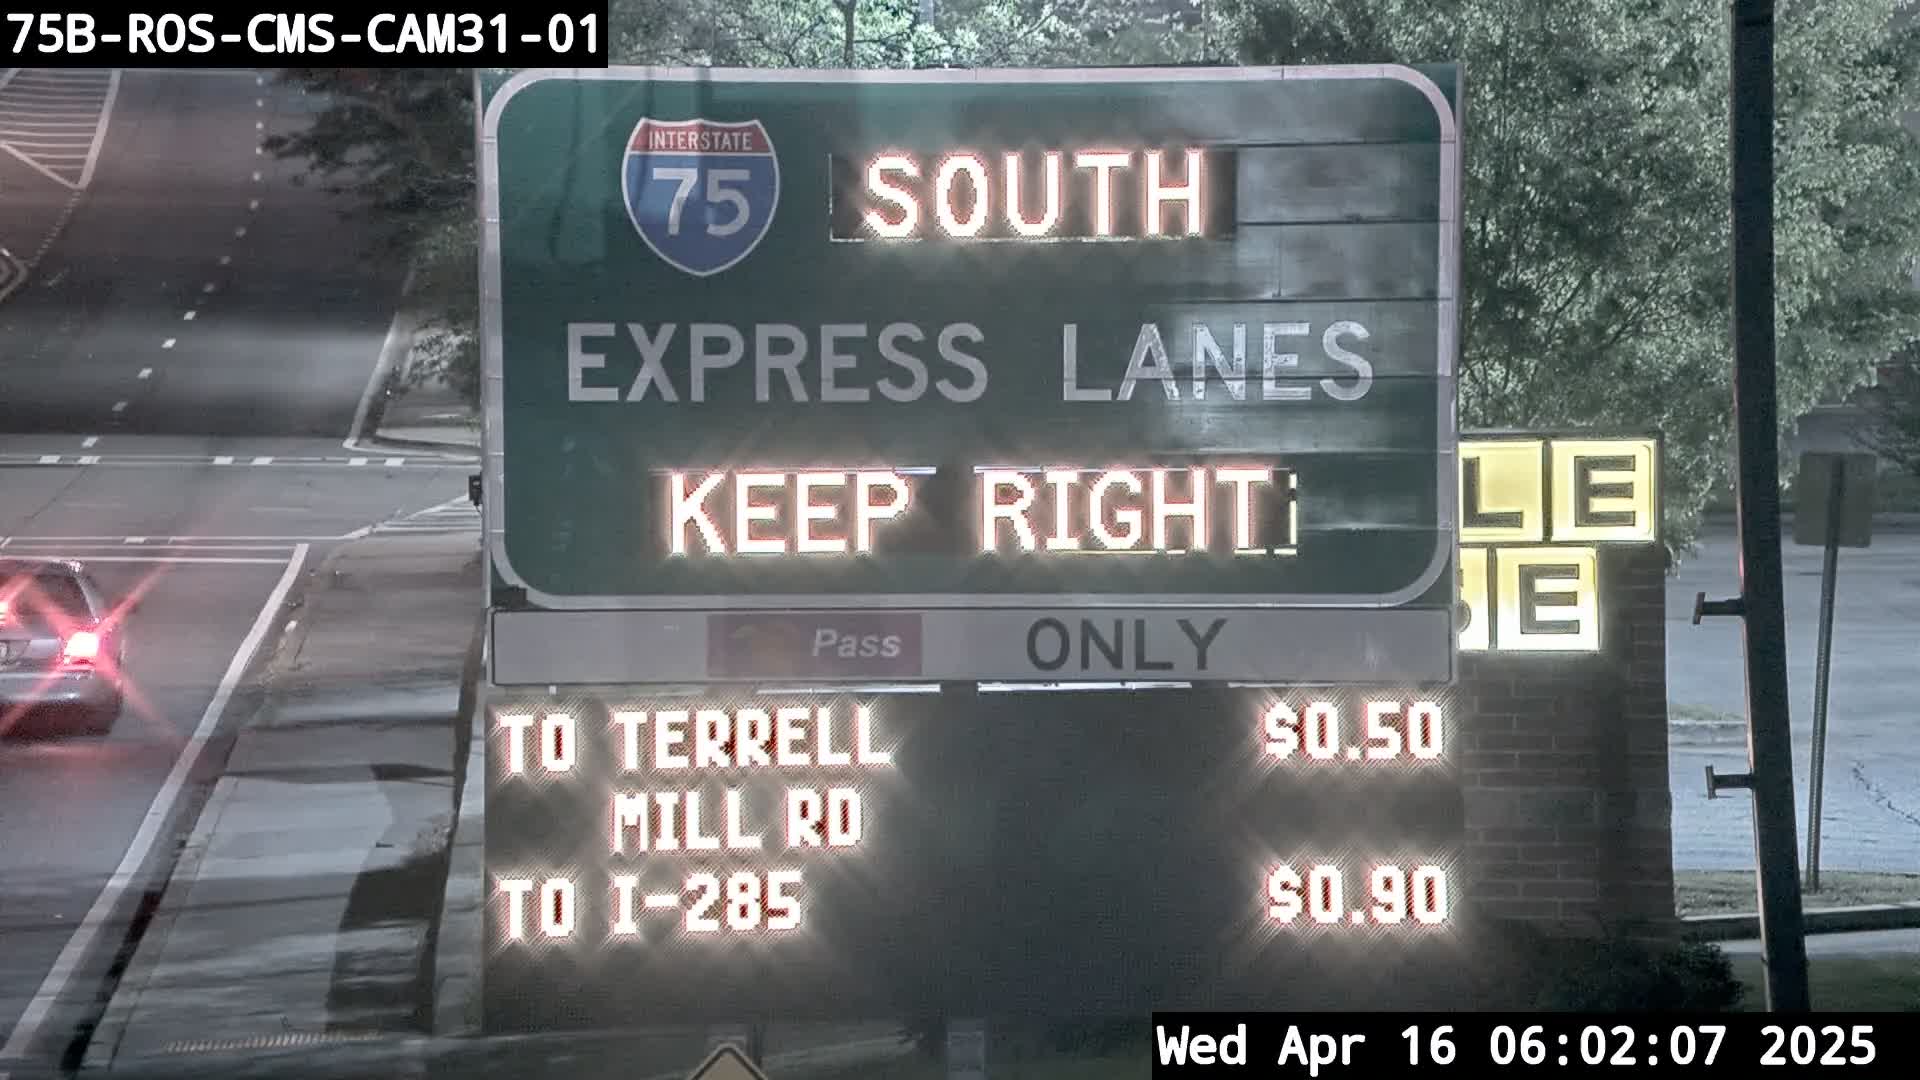 75B-ROS-CMS-CAM31-01
INTERSTATE
75
SOUTH
EXPRESS LANES
KEEP RIGHT
Pass ONLY
TO TERRELL $0.50
MILL RD
TO I-285 $0.90
LE
E
Wed Apr 16 06:02:07 2025